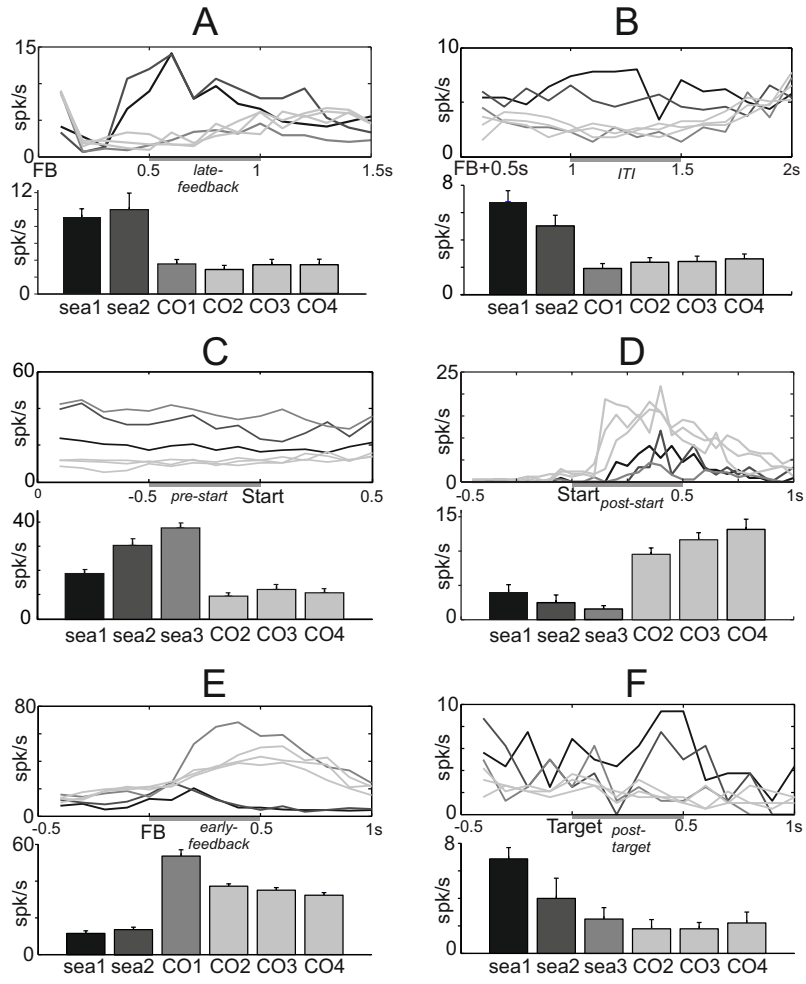 A
15
spk/s
0
FB
0.5
late-
feedback
1
1.5s
12
spk/s
0
sea1 sea2 CO1 CO2 CO3 CO4
B
10
spk/s
5
0
FB+0.5s
1
ITI
1.5
2s
8
spk/s
4
0
sea1 sea2 CO1 CO2 CO3 CO4
C
60
spk/s
0
0
-0.5
pre-start
Start
0.5
40
spk/s
0
sea1 sea2 sea3 CO2 CO3 CO4
D
25
spk/s
0
-0.5
Start
post-start
0.5
1s
15
spk/s
0
sea1 sea2 sea3 CO2 CO3 CO4
E
80
spk/s
0
-0.5
FB
early-
feedback
0.5
1s
60
spk/s
0
sea1 sea2 CO1 CO2 CO3 CO4
F
10
spk/s
0
-0.5
Target
post-
target
0.5
1s
8
spk/s
0
sea1 sea2 sea3 CO2 CO3 CO4